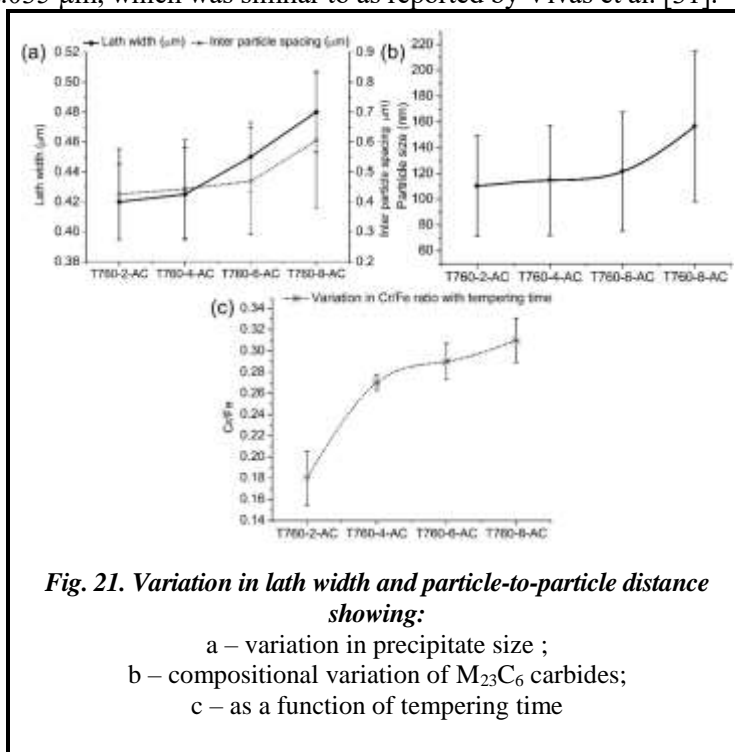 .035 µm, which was similar to as reported by Vivas et al. [51].
(a)
Lath width (µm)
Inter particle spacing µm)
0.52
0.50
0.48
0.46
0.44
0.42
0.40
0.38
Lath width (µm)
0.9
0.8
0.7
0.6
0.5
0.4
0.3
0.2
Inter particle spacing µm)
T760-2-AC T760-4-AC T760-6-AC T760-8-AC
(b)
220
200
180
160
140
120
100
80
60
Partricle size (nm)
T760-2-AC T760-4-AC T760-6-AC T760-8-AC
(c)
Variation in Cr/Fe ratio with tempering time
0.34
0.32
0.30
0.28
0.26
0.24
0.22
0.20
0.18
0.16
0.14
Cr/Fe
T760-2-AC T760-4-AC T760-6-AC T760-8-AC
Fig. 21. Variation in lath width and particle-to-particle distance
showing:
a – variation in precipitate size ;
b – compositional variation of M₂₃C₆ carbides;
c – as a function of tempering time